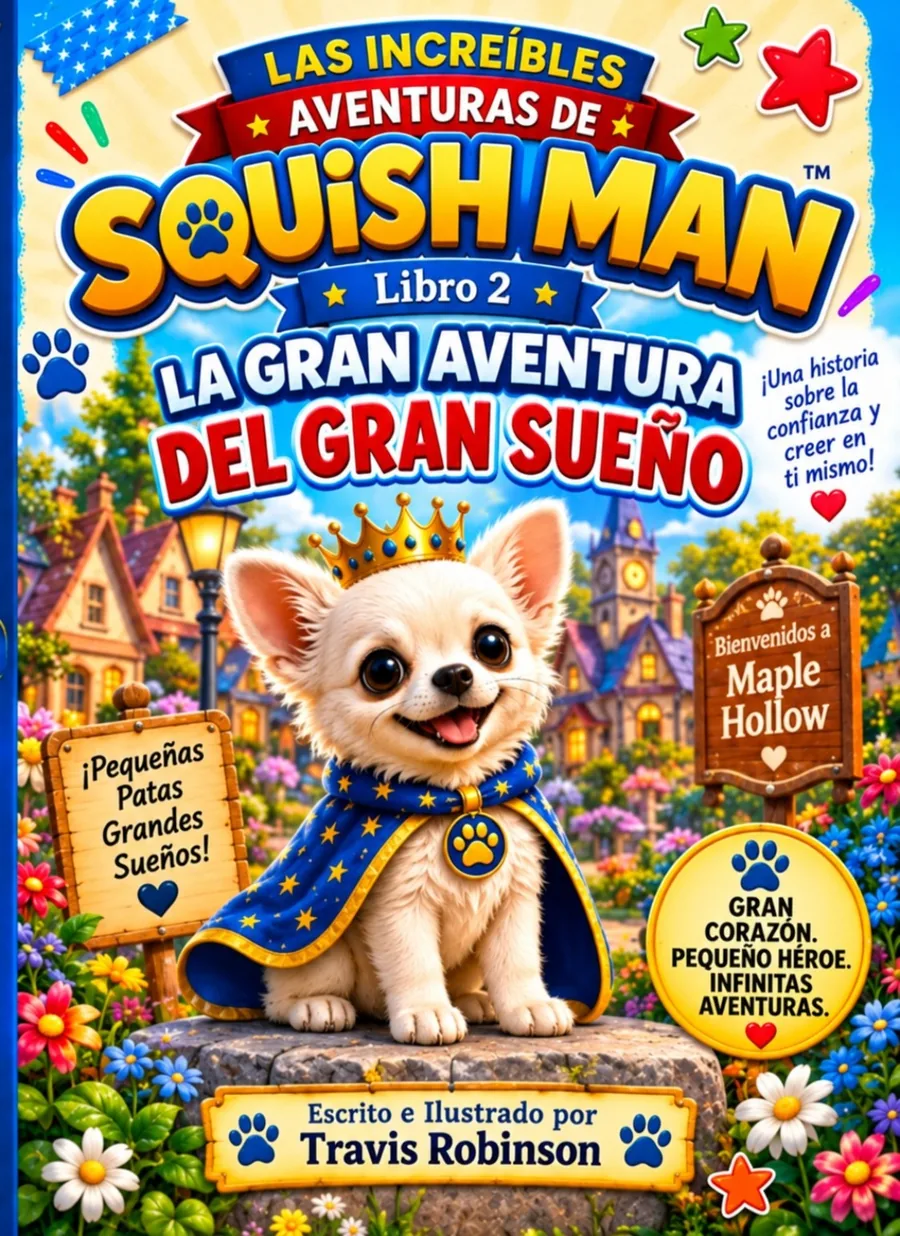 LAS INCREÍBLES
AVENTURAS DE
SQUiSH MAN™
Libro 2
LA GRAN AVENTURA
DEL GRAN SUEÑO
¡Una historia
sobre la
confianza y
creer en
ti mismo!
Bienvenidos a
Maple
Hollow
¡Pequeñas
Patas
Grandes
Sueños!
GRAN
CORAZÓN.
PEQUEÑO HÉROE.
INFINITAS
AVENTURAS.
Escrito e Ilustrado por
Travis Robinson